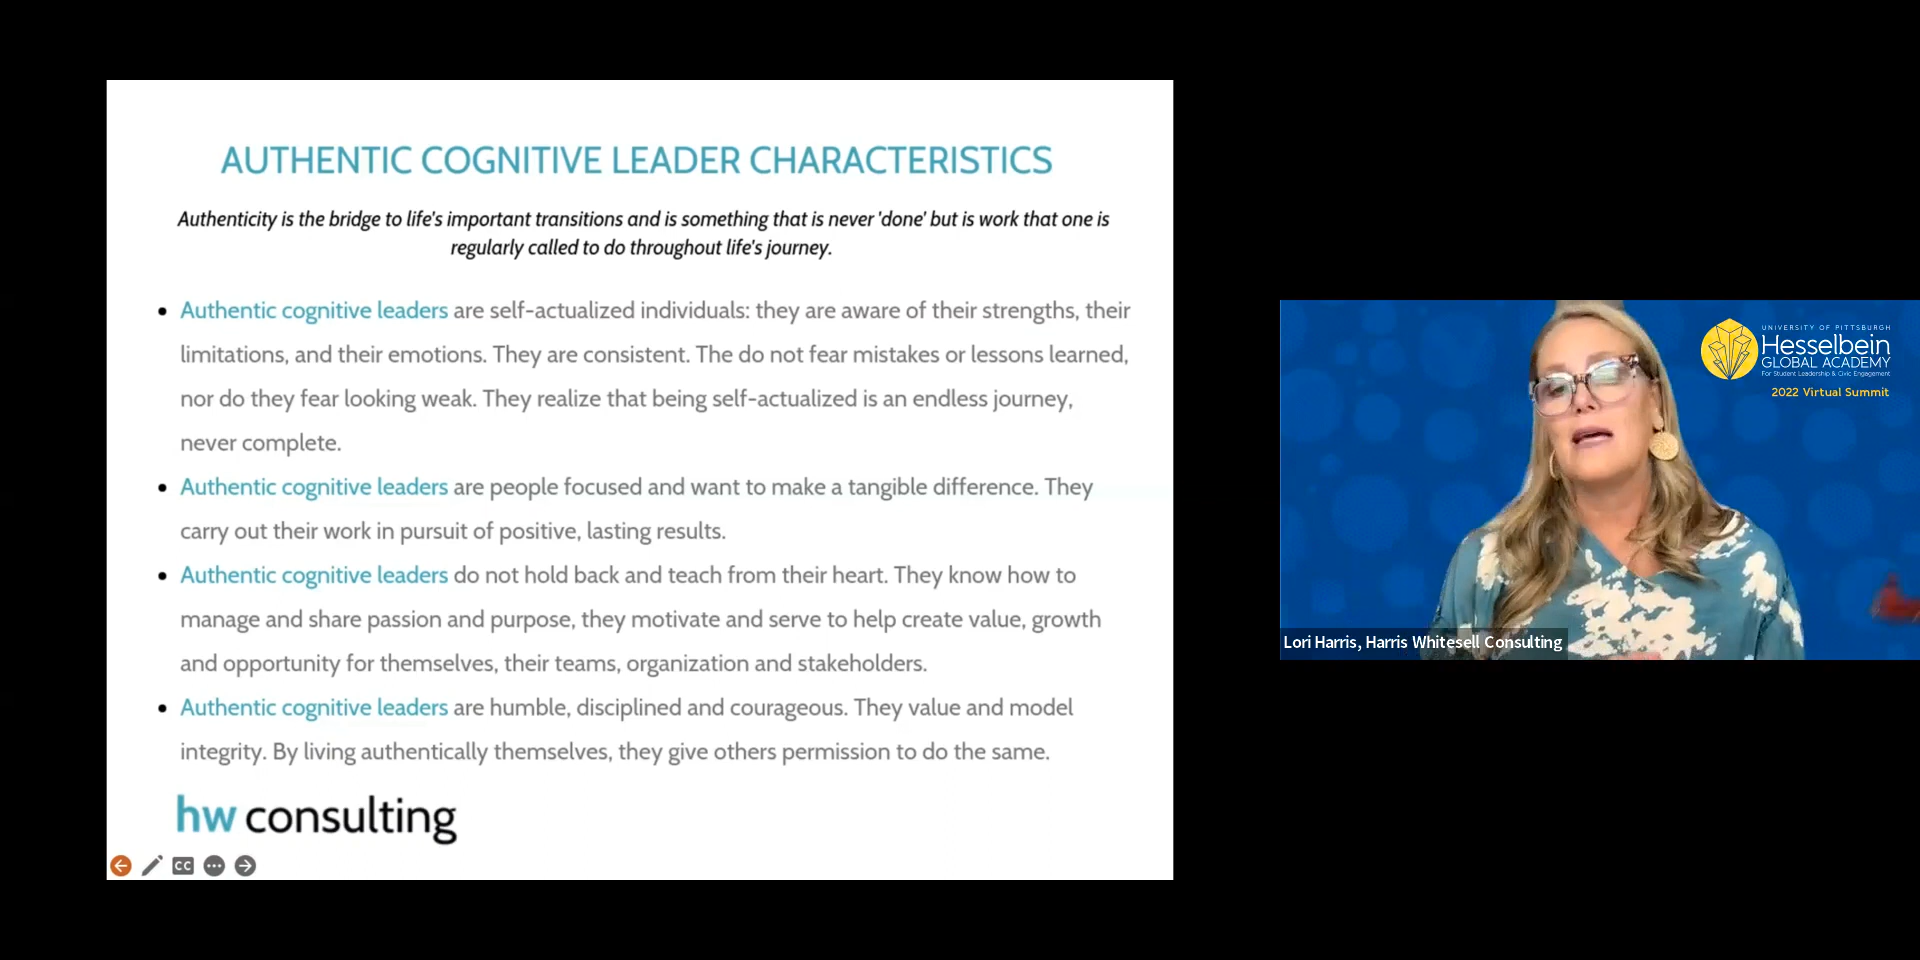 AUTHENTIC COGNITIVE LEADER CHARACTERISTICS
Authenticity is the bridge to life's important transitions and is something that is never 'done' but is work that one is
regularly called to do throughout life's journey.
• Authentic cognitive leaders are self-actualized individuals: they are aware of their strengths, their
limitations, and their emotions. They are consistent. The do not fear mistakes or lessons learned,
nor do they fear looking weak. They realize that being self-actualized is an endless journey,
never complete.
• Authentic cognitive leaders are people focused and want to make a tangible difference. They
carry out their work in pursuit of positive, lasting results.
• Authentic cognitive leaders do not hold back and teach from their heart. They know how to
manage and share passion and purpose, they motivate and serve to help create value, growth
and opportunity for themselves, their teams, organization and stakeholders.
• Authentic cognitive leaders are humble, disciplined and courageous. They value and model
integrity. By living authentically themselves, they give others permission to do the same.
hw consulting
CC
UNIVERSITY OF PITTSBURGH
Hesselbein
GLOBAL ACADEMY
For Student Leadership & Civic Engagement
2022 Virtual Summit
Lori Harris, Harris Whitesell Consulting